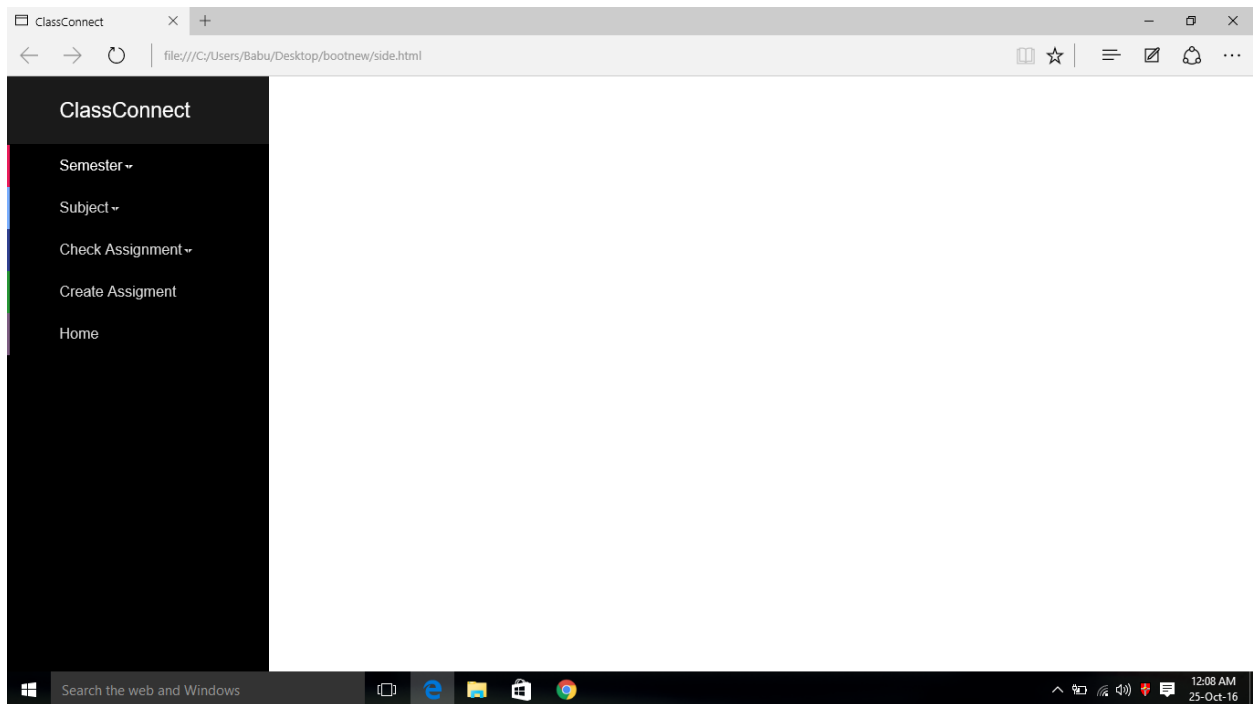 ClassConnect
file:///C:/Users/Babu/Desktop/bootnew/side.html
ClassConnect
Semester
Subject
Check Assignment
Create Assigment
Home
Search the web and Windows
12:08 AM
25-Oct-16